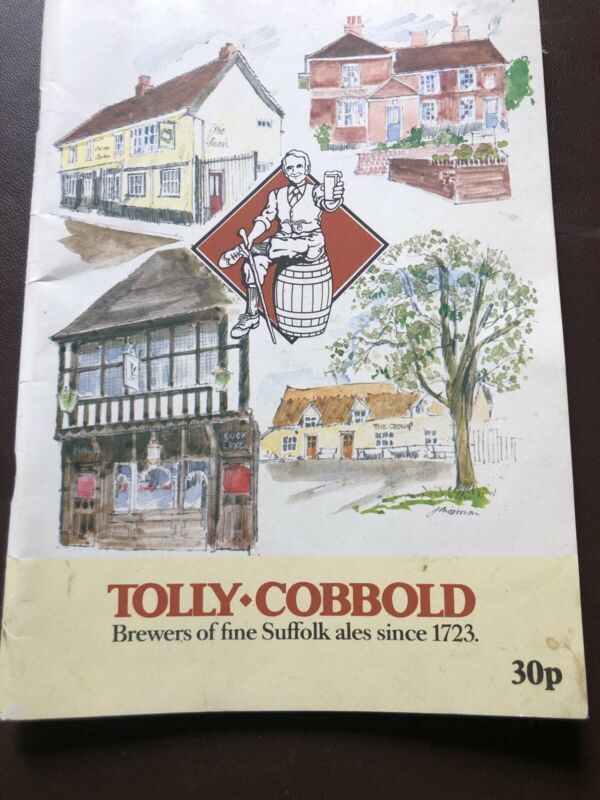 The
Swan
THE CROWN
TOLLY◆COBBOLD
Brewers of fine Suffolk ales since 1723.
30p